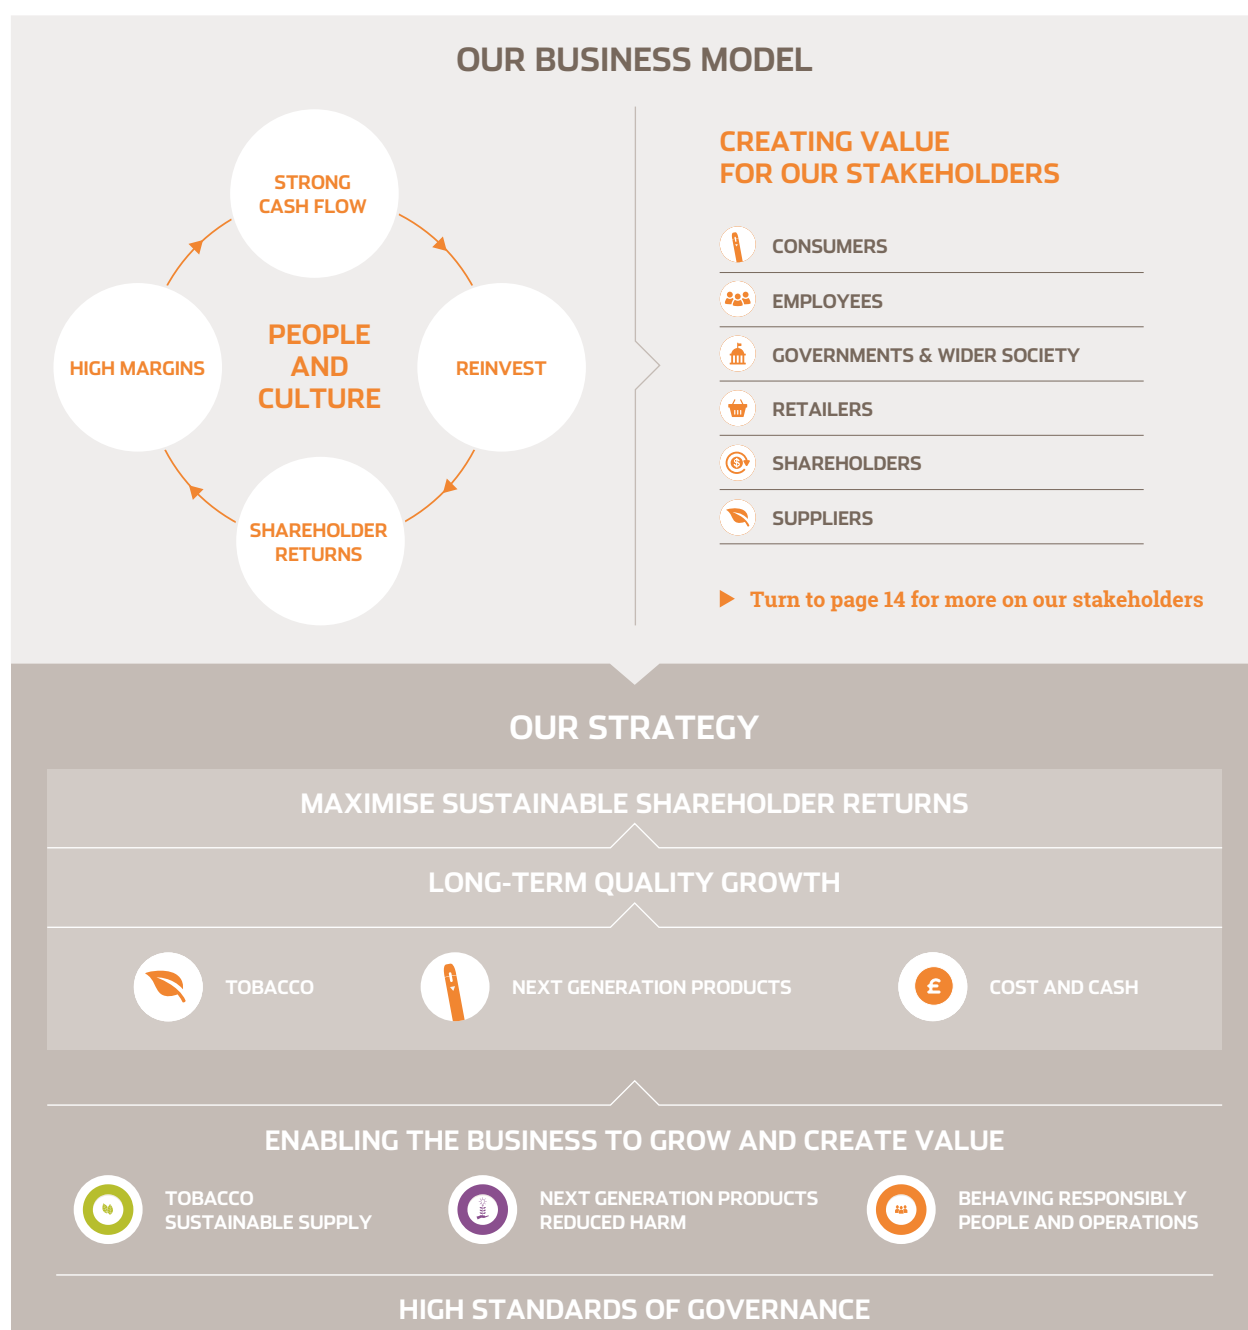 OUR BUSINESS MODEL
STRONG
CASH FLOW
HIGH MARGINS
PEOPLE
AND
CULTURE
REINVEST
SHAREHOLDER
RETURNS
CREATING VALUE
FOR OUR STAKEHOLDERS
CONSUMERS
EMPLOYEES
GOVERNMENTS & WIDER SOCIETY
RETAILERS
SHAREHOLDERS
SUPPLIERS
Turn to page 14 for more on our stakeholders
OUR STRATEGY
MAXIMISE SUSTAINABLE SHAREHOLDER RETURNS
LONG-TERM QUALITY GROWTH
TOBACCO
NEXT GENERATION PRODUCTS
£
COST AND CASH
ENABLING THE BUSINESS TO GROW AND CREATE VALUE
TOBACCO
SUSTAINABLE SUPPLY
NEXT GENERATION PRODUCTS
REDUCED HARM
BEHAVING RESPONSIBLY
PEOPLE AND OPERATIONS
HIGH STANDARDS OF GOVERNANCE